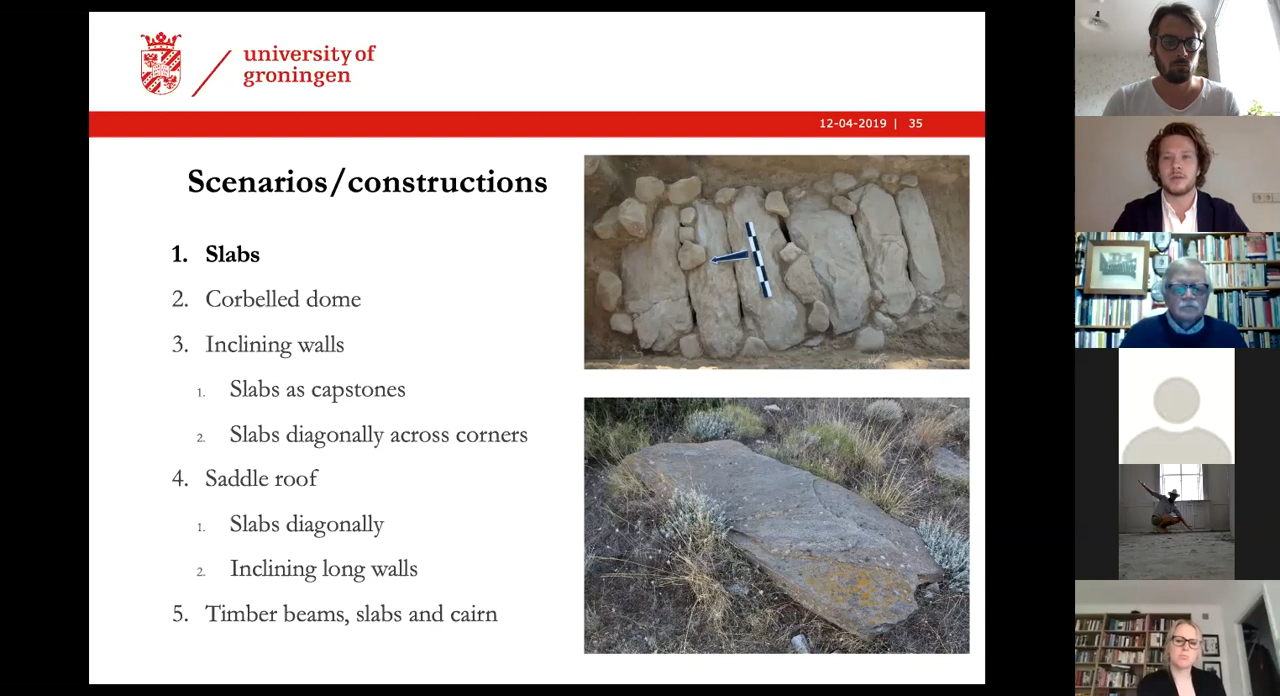 university of
groningen
12-04-2019 | 35
Scenarios/constructions
1. Slabs
2. Corbelled dome
3. Inclining walls
1. Slabs as capstones
2. Slabs diagonally across corners
4. Saddle roof
1. Slabs diagonally
2. Inclining long walls
5. Timber beams, slabs and cairn